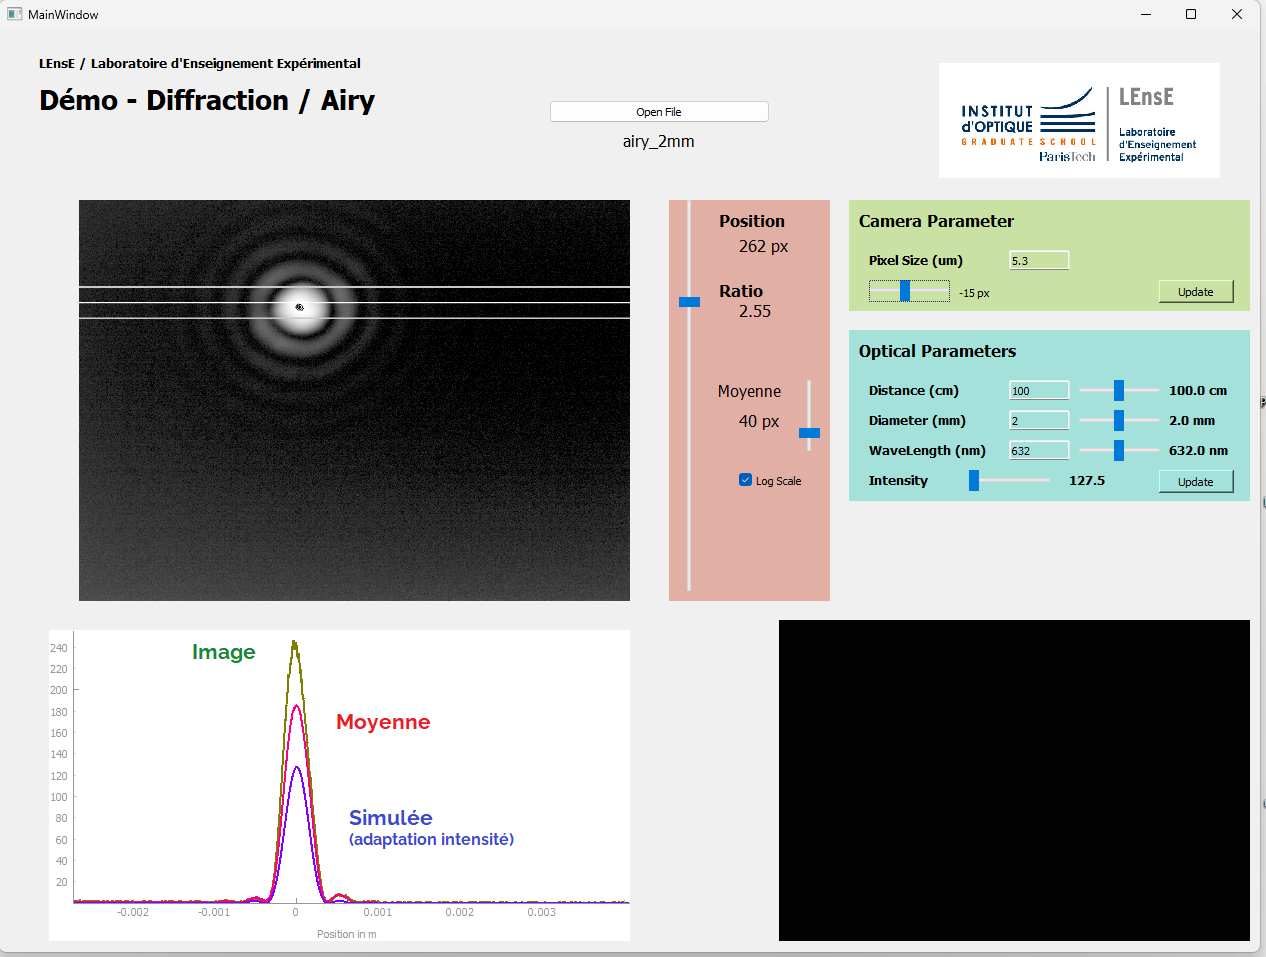 MainWindow
LEnsE / Laboratoire d'Enseignement Expérimental
Démo - Diffraction / Airy
Open File
airy_2mm
INSTITUT
d'OPTIQUE
GRADUATE SCHOOL
ParisTech
LEnsE
Laboratoire
d'Enseignement
Expérimental
Position
262 px
Ratio
2.55
Moyenne
40 px
Log Scale
Camera Parameter
Pixel Size (um) 5.3
-15 px Update
Optical Parameters
Distance (cm) 100 100.0 cm
Diameter (mm) 2 2.0 mm
WaveLength (nm) 632 632.0 nm
Intensity 127.5 Update
Image
Moyenne
Simulée
(adaptation intensité)
240
220
200
180
160
140
120
100
80
60
40
20
-0.002 -0.001 0 0.001 0.002 0.003
Position in m